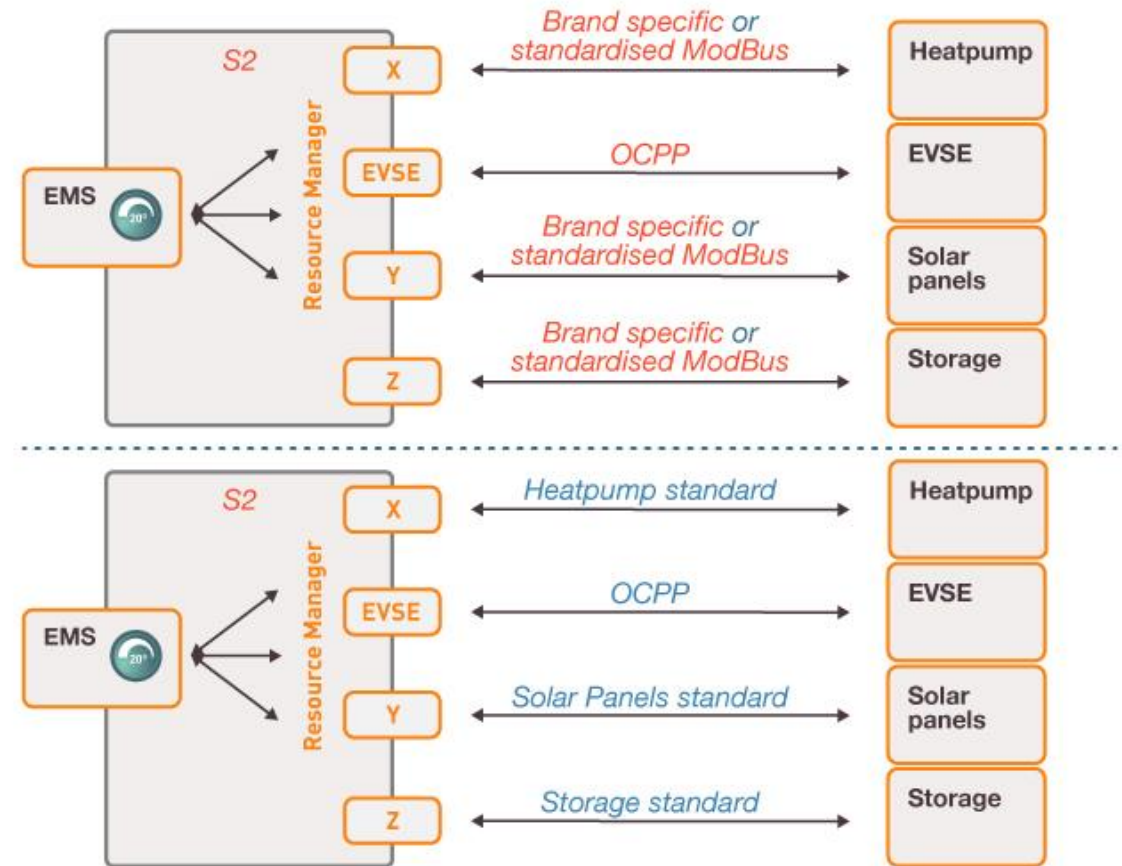 S2
X
Brand specific or
standardised ModBus
Heatpump
Resource Manager
EVSE
OCPP
EVSE
EMS
20°
Y
Brand specific or
standardised ModBus
Solar
panels
Z
Brand specific or
standardised ModBus
Storage
S2
X
Heatpump standard
Heatpump
Resource Manager
EVSE
OCPP
EVSE
EMS
20°
Y
Solar Panels standard
Solar
panels
Z
Storage standard
Storage